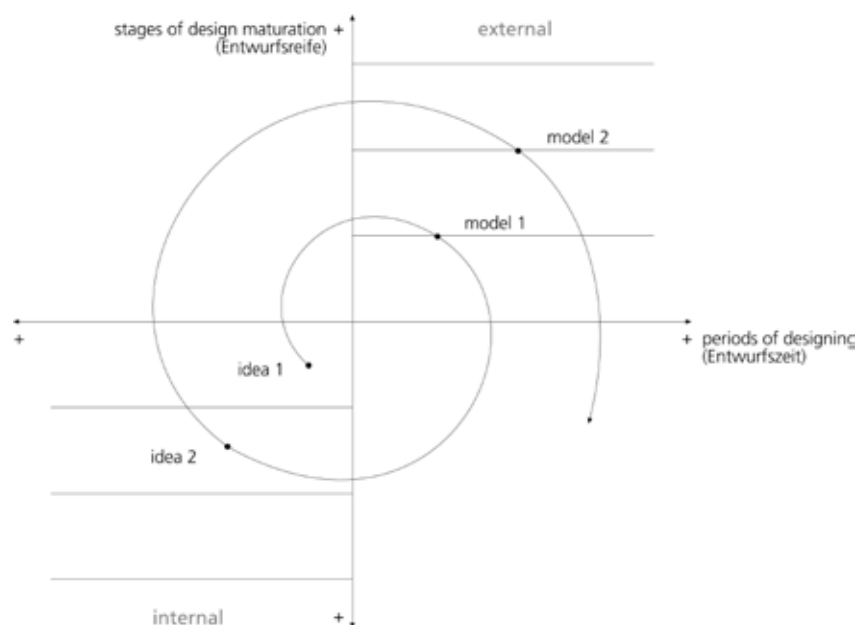 stages of design maturation +
(Entwurfsreife)
external
model 2
model 1
+
+ periods of designing
(Entwurfszeit)
idea 1
idea 2
internal
+